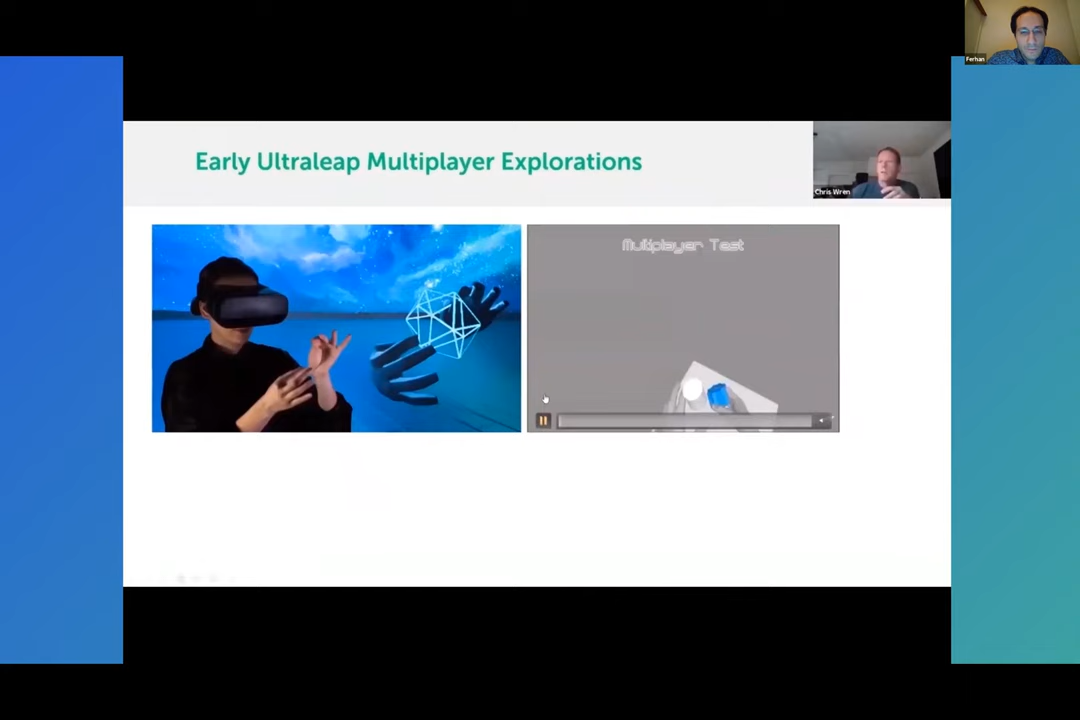 Ferhan
Early Ultraleap Multiplayer Explorations
Chris Wren
Multiplayer Test